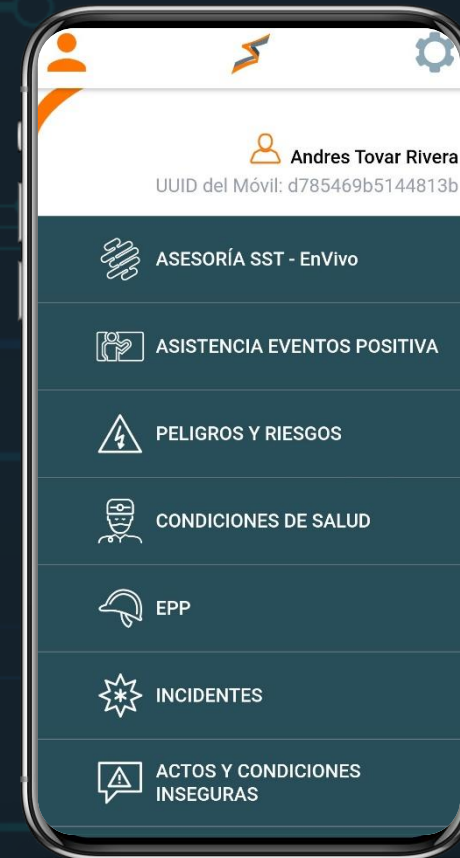 Andres Tovar Rivera
UUID del Móvil: d785469b5144813b
ASESORÍA SST - EnVivo
ASISTENCIA EVENTOS POSITIVA
PELIGROS Y RIESGOS
CONDICIONES DE SALUD
EPP
INCIDENTES
ACTOS Y CONDICIONES
INSEGURAS